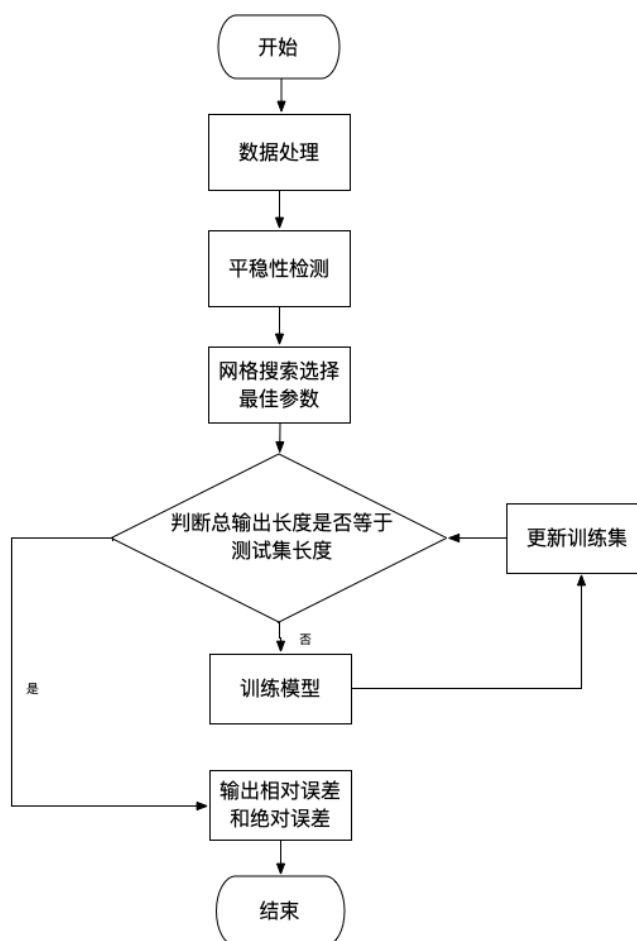 开始
数据处理
平稳性检测
网格搜索选择
最佳参数
判断总输出长度是否等于
测试集长度
更新训练集
否
训练模型
是
输出相对误差
和绝对误差
结束